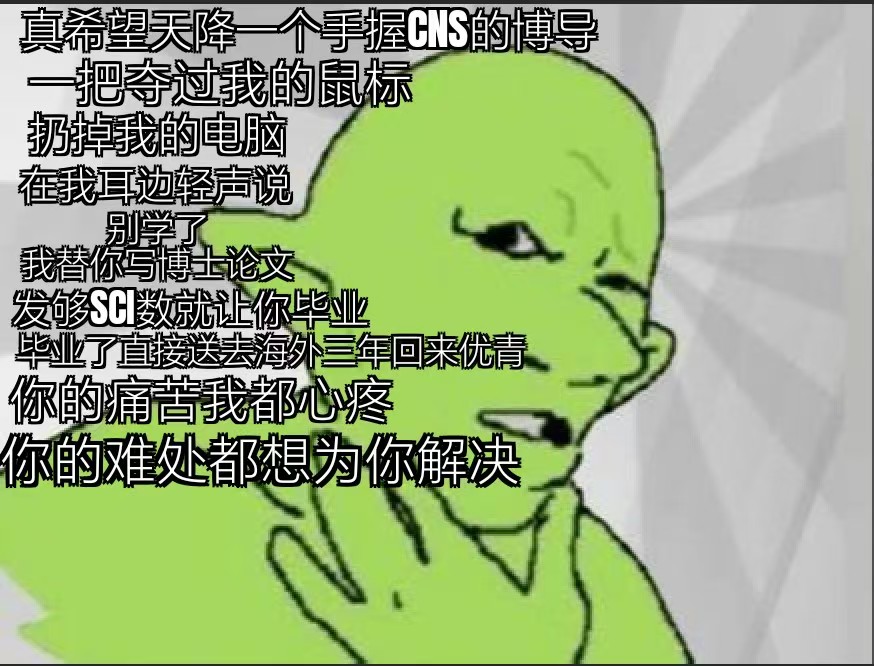 真希望天降一个手握CNS的博导
一把夺过我的鼠标
扔掉我的电脑
在我耳边轻声说
别学了
我替你写博士论文
发够SCI数就让你毕业
毕业了直接送去海外三年回来优青
你的痛苦我都心疼
你的难处都想为你解决